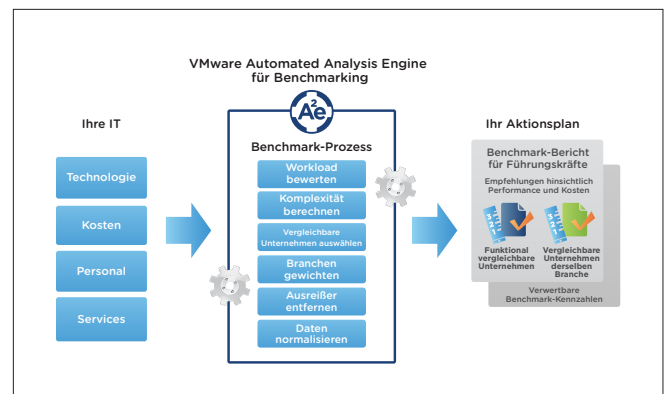 VMware Automated Analysis Engine
für Benchmarking
A²e
Ihre IT
Technologie
Kosten
Personal
Services
Benchmark-Prozess
Workload
bewerten
Komplexität
berechnen
Vergleichbare
Unternehmen auswählen
Branchen
gewichten
Ausreißer
entfernen
Daten
normalisieren
Ihr Aktionsplan
Benchmark-Bericht
für Führungskräfte
Empfehlungen hinsichtlich
Performance und Kosten
Funktional
vergleichbare
Unternehmen
Vergleichbare
Unternehmen
derselben
Branche
Verwertbare
Benchmark-Kennzahlen